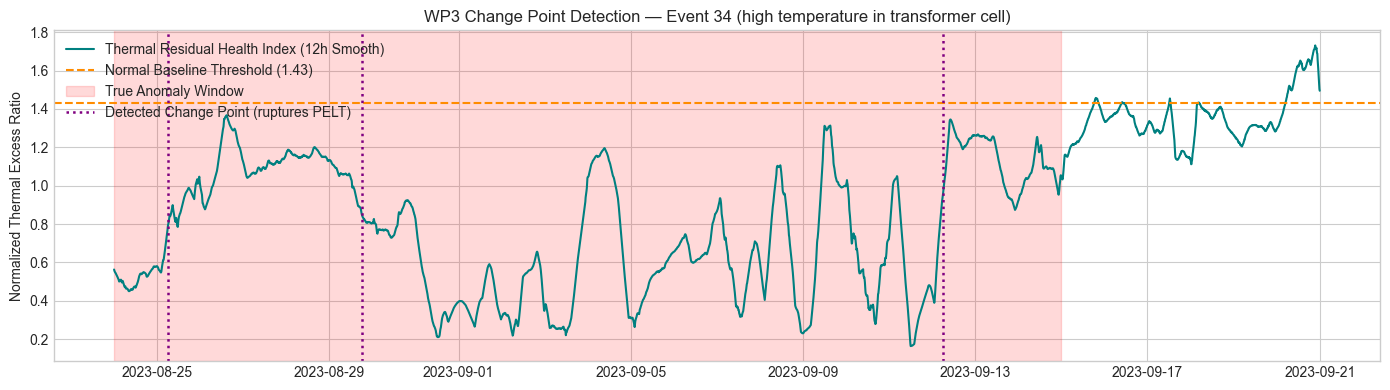 WP3 Change Point Detection — Event 34 (high temperature in transformer cell)
Normalized Thermal Excess Ratio
1.8
1.6
1.4
1.2
1.0
0.8
0.6
0.4
0.2
Thermal Residual Health Index (12h Smooth)
Normal Baseline Threshold (1.43)
True Anomaly Window
Detected Change Point (ruptures PELT)
2023-08-25
2023-08-29
2023-09-01
2023-09-05
2023-09-09
2023-09-13
2023-09-17
2023-09-21